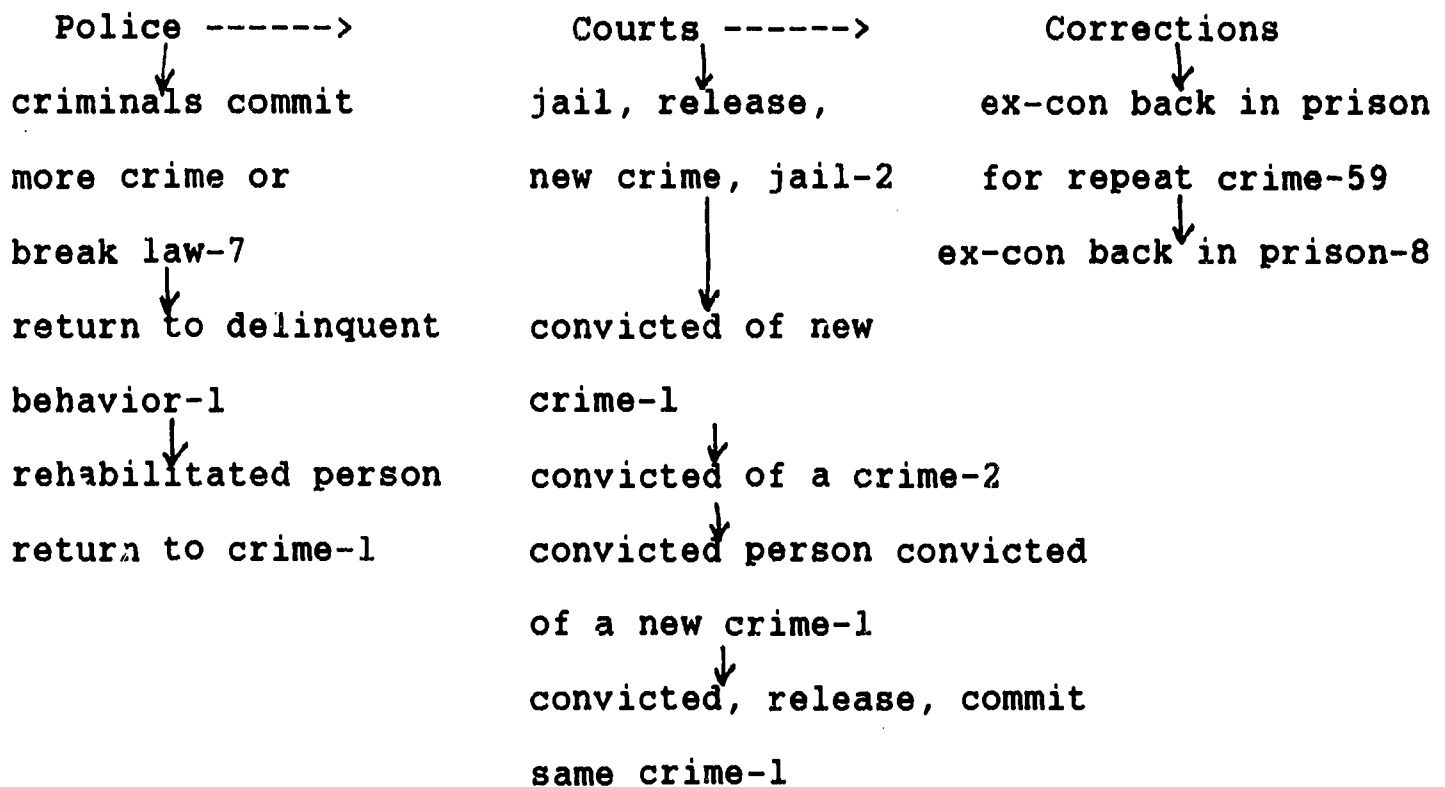 Police ------> Courts ------> Corrections
criminals commit jail, release, ex-con back in prison
more crime or new crime, jail-2 for repeat crime-59
break law-7 ex-con back in prison-8
return to delinquent convicted of new
behavior-1 crime-1
rehabilitated person convicted of a crime-2
return to crime-1 convicted person convicted
of a new crime-1
convicted, release, commit
same crime-1